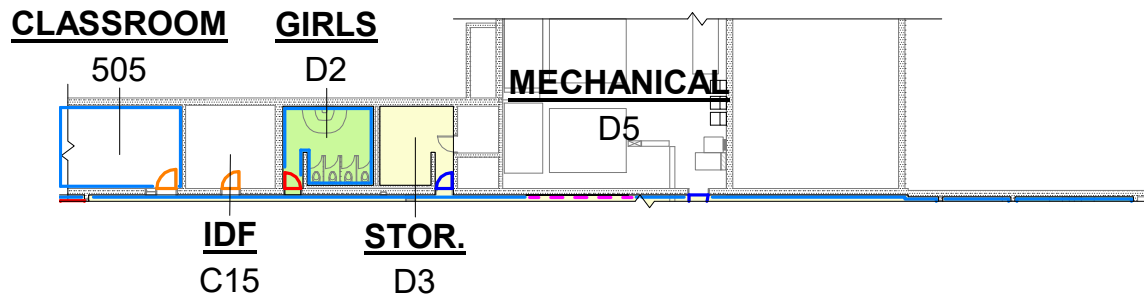 CLASSROOM
505
GIRLS
D2
MECHANICAL
D5
IDF
C15
STOR.
D3